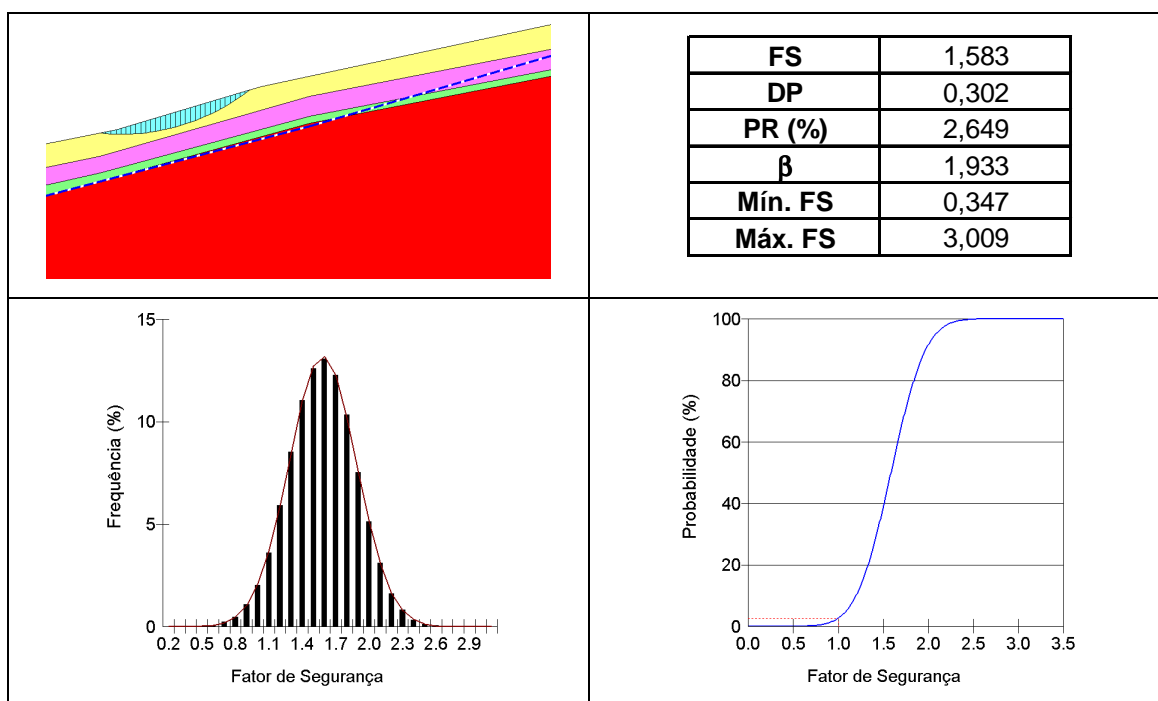 FS 1,583
DP 0,302
PR (%) 2,649
β 1,933
Mín. FS 0,347
Máx. FS 3,009
15
10
5
0
Frequência (%)
0.2 0.5 0.8 1.1 1.4 1.7 2.0 2.3 2.6 2.9
Fator de Segurança
100
80
60
40
20
0
Probabilidade (%)
0.0 0.5 1.0 1.5 2.0 2.5 3.0 3.5
Fator de Segurança